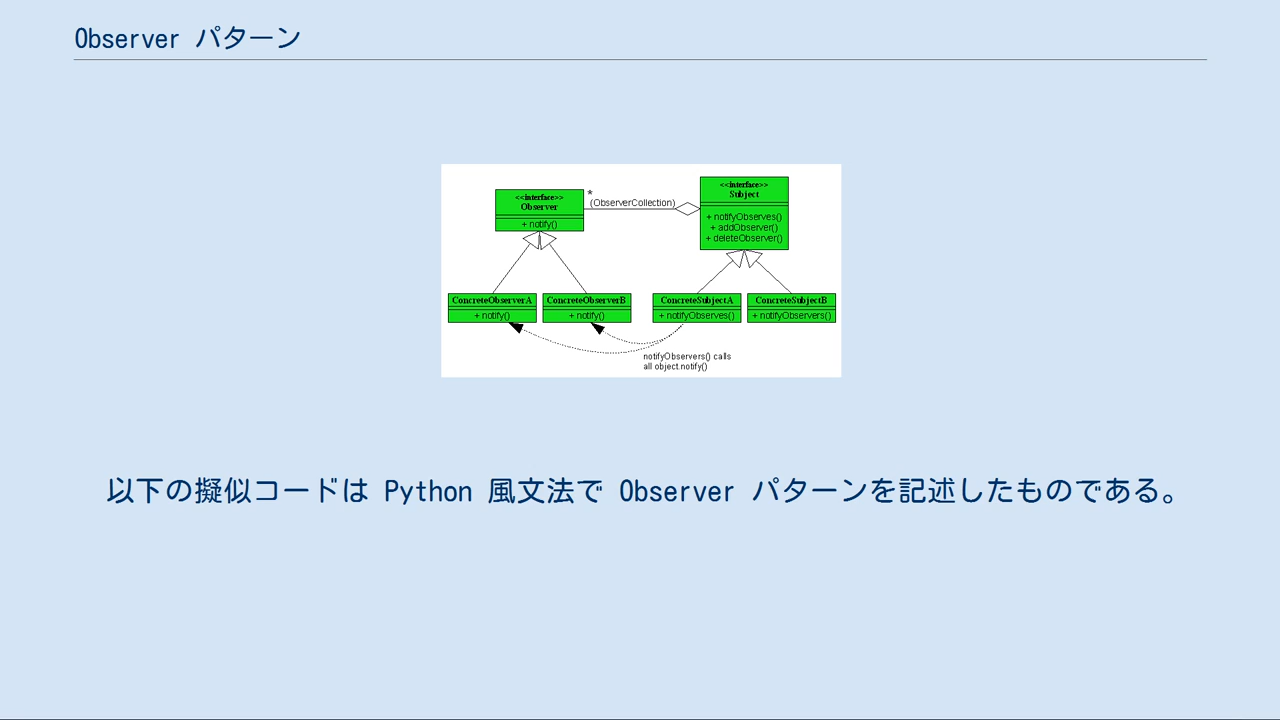 Observer パターン
<<interface>>
Observer
+ notify()
*
(ObserverCollection)
<<interface>>
Subject
+ notifyObserves()
+ addObserver()
+ deleteObserver()
ConcreteObserverA
+ notify()
ConcreteObserverB
+ notify()
ConcreteSubjectA
+ notifyObserves()
ConcreteSubjectB
+ notifyObservers()
notifyObservers() calls
all object.notify()
以下の擬似コードは Python 風文法で Observer パターンを記述したものである。